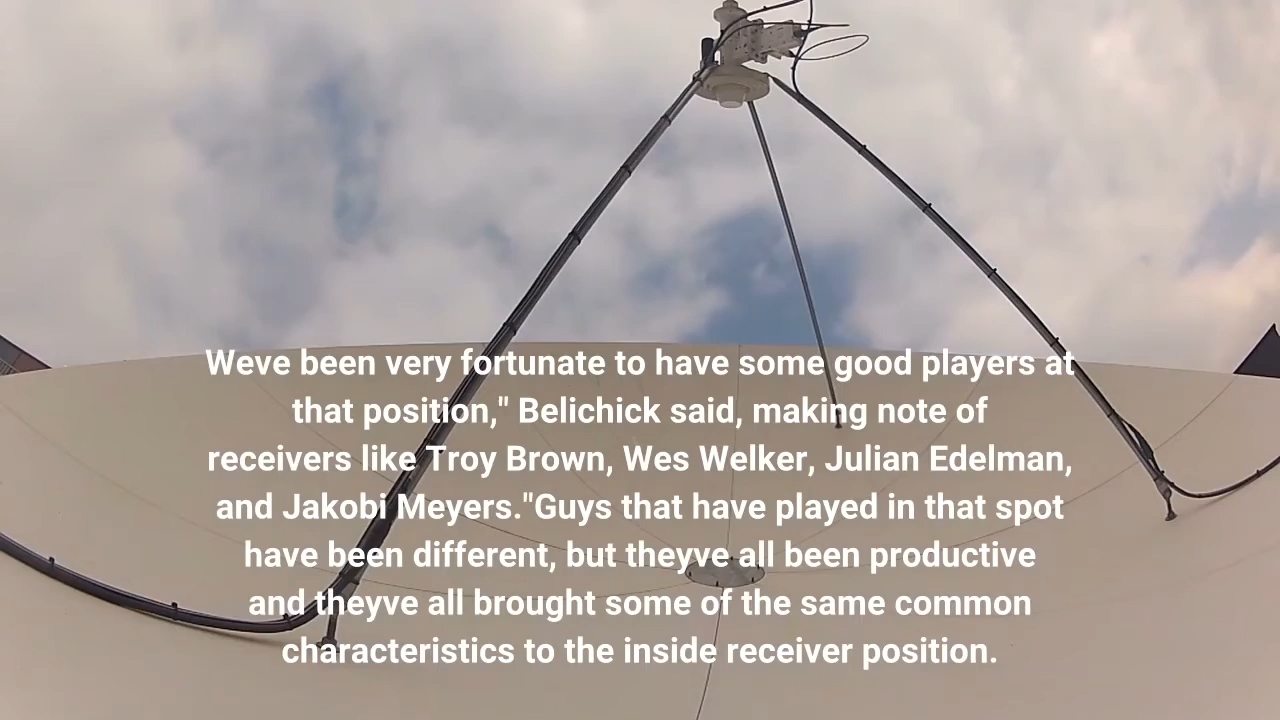 Weve been very fortunate to have some good players at
that position," Belichick said, making note of
receivers like Troy Brown, Wes Welker, Julian Edelman,
and Jakobi Meyers."Guys that have played in that spot
have been different, but theyve all been productive
and theyve all brought some of the same common
characteristics to the inside receiver position.